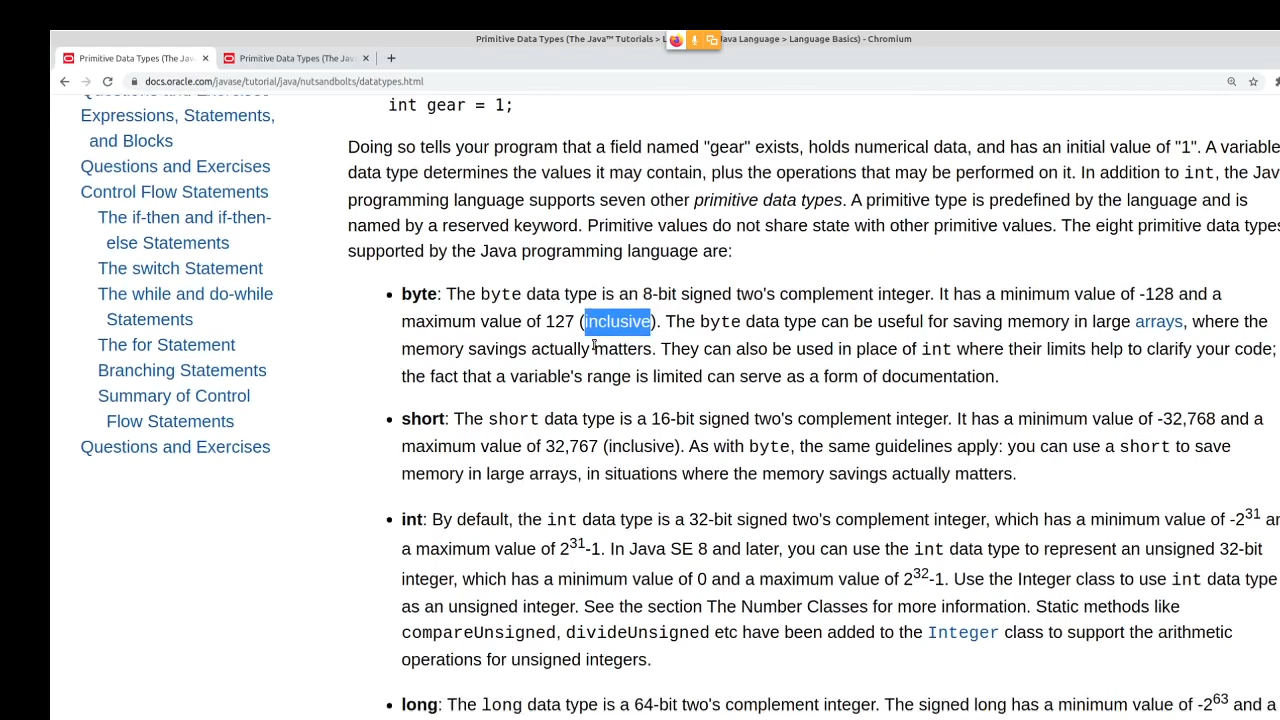 Primitive Data Types (The Java™ Tutorials > L Java Language > Language Basics) - Chromium
Primitive Data Types (The Jav
Primitive Data Types (The Jav
docs.oracle.com/javase/tutorial/java/nutsandbolts/datatypes.html
Questions and Exercises
Expressions, Statements,
and Blocks
Questions and Exercises
Control Flow Statements
The if-then and if-then-
else Statements
The switch Statement
The while and do-while
Statements
The for Statement
Branching Statements
Summary of Control
Flow Statements
Questions and Exercises
int gear = 1;
Doing so tells your program that a field named "gear" exists, holds numerical data, and has an initial value of "1". A variable
data type determines the values it may contain, plus the operations that may be performed on it. In addition to int, the Jav
programming language supports seven other primitive data types. A primitive type is predefined by the language and is
named by a reserved keyword. Primitive values do not share state with other primitive values. The eight primitive data types
supported by the Java programming language are:
• byte: The byte data type is an 8-bit signed two's complement integer. It has a minimum value of -128 and a
maximum value of 127 (inclusive). The byte data type can be useful for saving memory in large arrays, where the
memory savings actually matters. They can also be used in place of int where their limits help to clarify your code;
the fact that a variable's range is limited can serve as a form of documentation.
• short: The short data type is a 16-bit signed two's complement integer. It has a minimum value of -32,768 and a
maximum value of 32,767 (inclusive). As with byte, the same guidelines apply: you can use a short to save
memory in large arrays, in situations where the memory savings actually matters.
• int: By default, the int data type is a 32-bit signed two's complement integer, which has a minimum value of -2³¹ an
a maximum value of 2³¹-1. In Java SE 8 and later, you can use the int data type to represent an unsigned 32-bit
integer, which has a minimum value of 0 and a maximum value of 2³²-1. Use the Integer class to use int data type
as an unsigned integer. See the section The Number Classes for more information. Static methods like
compareUnsigned, divideUnsigned etc have been added to the Integer class to support the arithmetic
operations for unsigned integers.
• long: The long data type is a 64-bit two's complement integer. The signed long has a minimum value of -2⁶³ and a